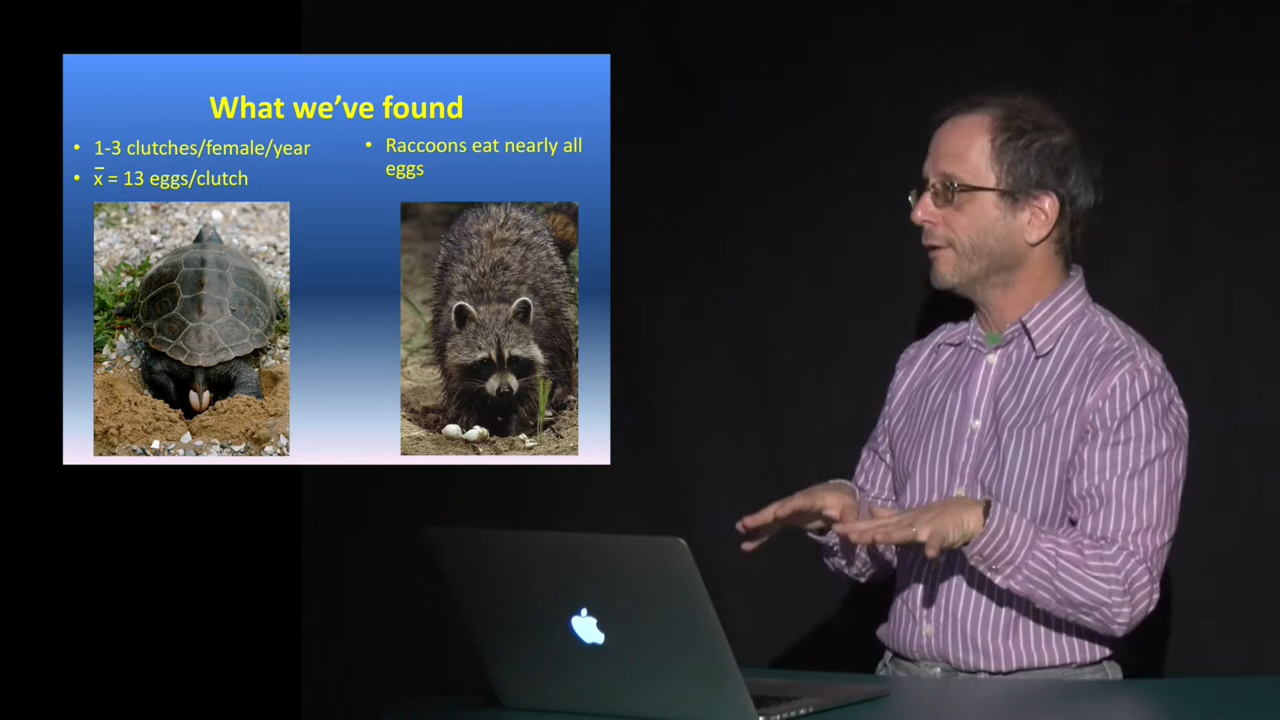 What we’ve found
• 1-3 clutches/female/year
• x̅ = 13 eggs/clutch
• Raccoons eat nearly all
eggs